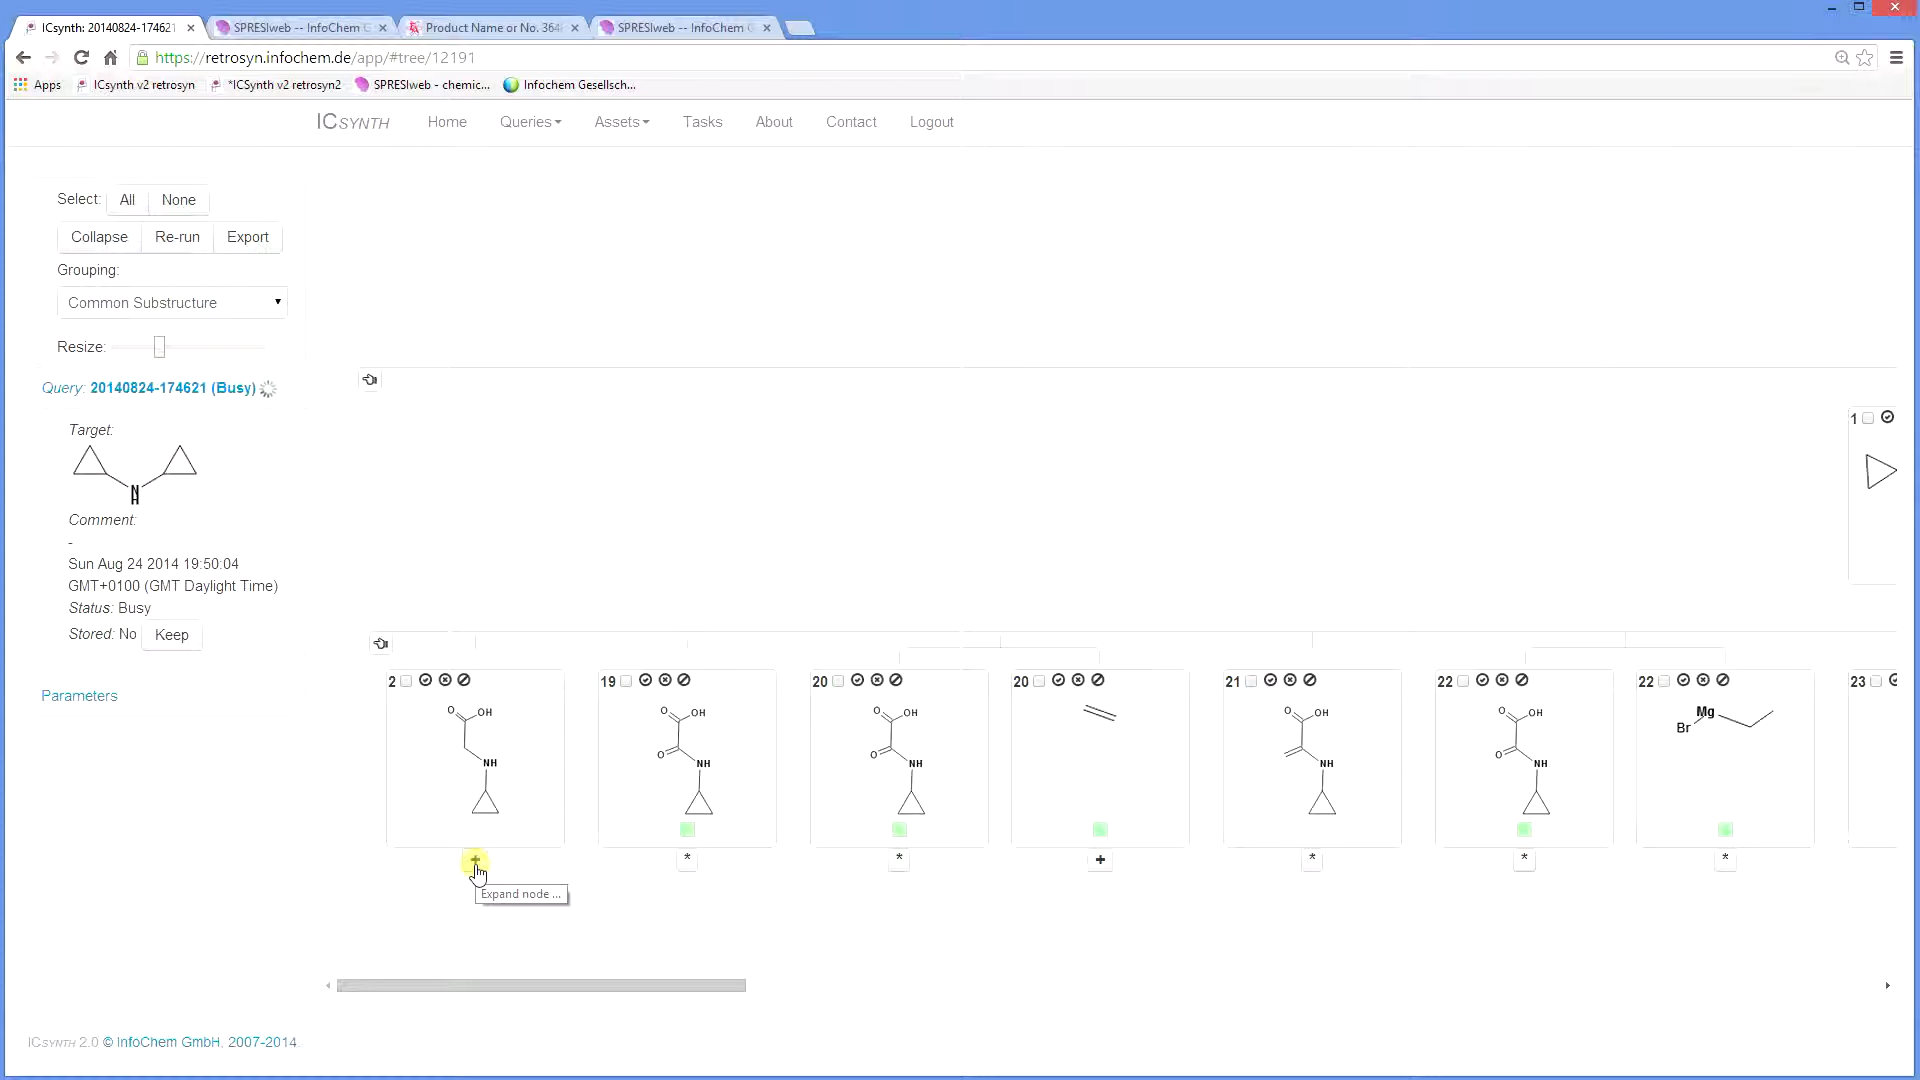 ICsynth: 20140824-174621
SPRESIweb -- InfoChem G
Product Name or No. 364
SPRESIweb -- InfoChem G
https://retrosyn.infochem.de/app/#tree/12191
Apps
ICsynth v2 retrosyn
*ICSynth v2 retrosyn2
SPRESIweb - chemic...
Infochem Gesellsch...
ICSYNTH
Home
Queries
Assets
Tasks
About
Contact
Logout
Select:
All
None
Collapse
Re-run
Export
Grouping:
Common Substructure
Resize:
Query: 20140824-174621 (Busy)
Target:
N
H
Comment:
-
Sun Aug 24 2014 19:50:04
GMT+0100 (GMT Daylight Time)
Status: Busy
Stored: No
Keep
Parameters
1
2
O
OH
NH
+
Expand node ...
19
O
OH
O
NH
*
20
O
OH
O
NH
*
20
+
21
O
OH
NH
*
22
O
OH
O
NH
*
22
Mg
Br
*
23
ICSYNTH 2.0 © InfoChem GmbH, 2007-2014.